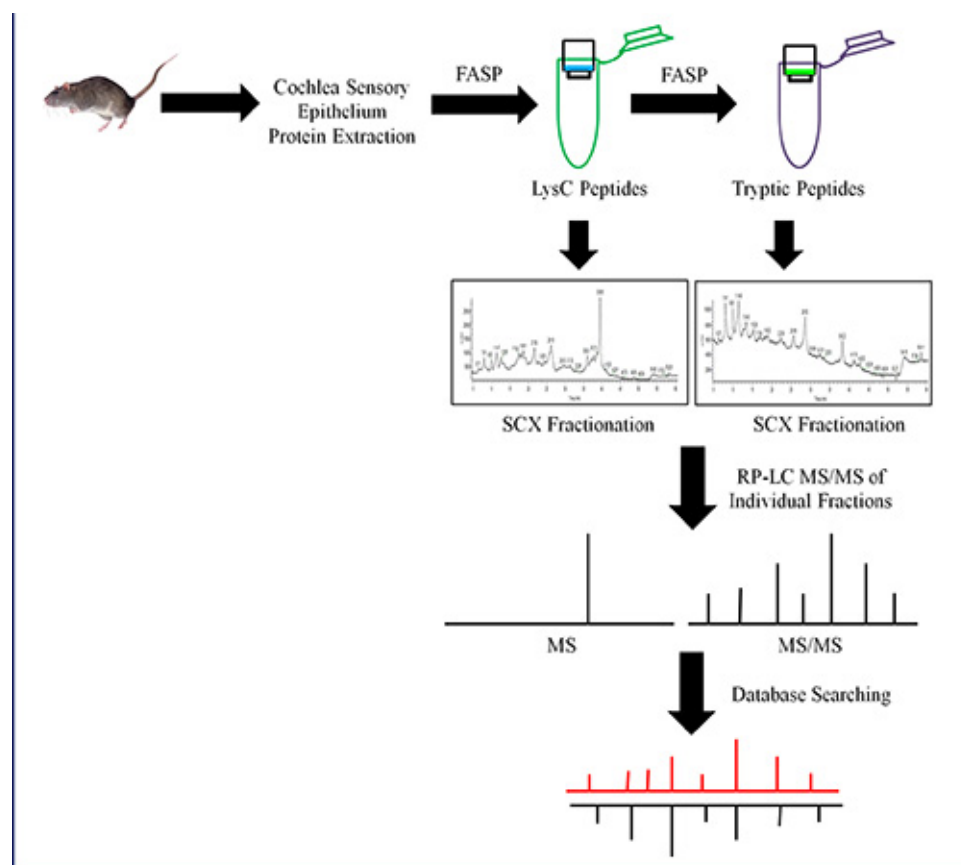 Cochlea Sensory
Epithelium
Protein Extraction
FASP
FASP
LysC Peptides
Tryptic Peptides
SCX Fractionation
SCX Fractionation
RP-LC MS/MS of
Individual Fractions
MS
MS/MS
Database Searching